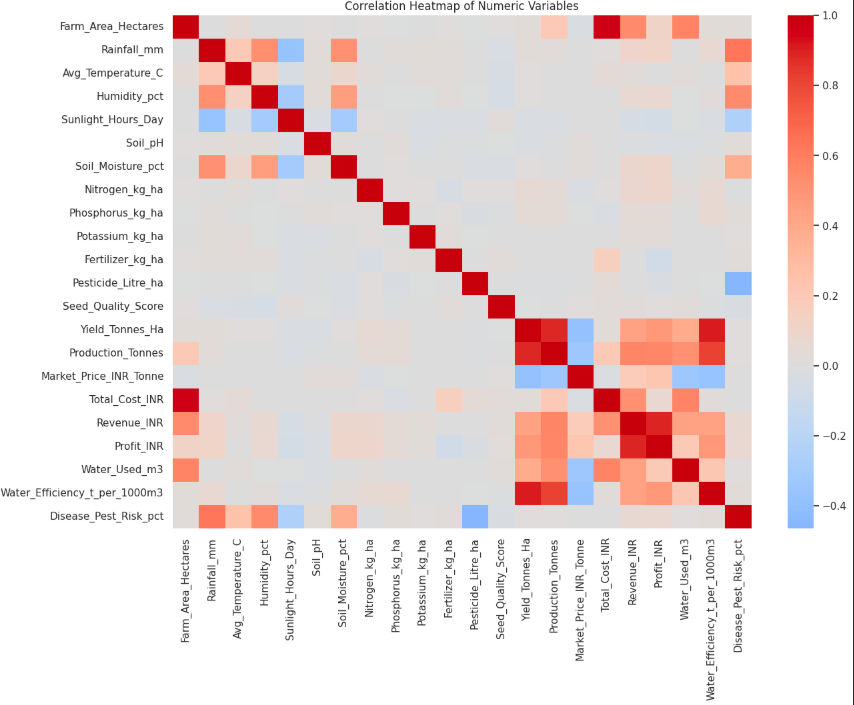 Correlation Heatmap of Numeric Variables
Farm_Area_Hectares
Rainfall_mm
Avg_Temperature_C
Humidity_pct
Sunlight_Hours_Day
Soil_pH
Soil_Moisture_pct
Nitrogen_kg_ha
Phosphorus_kg_ha
Potassium_kg_ha
Fertilizer_kg_ha
Pesticide_Litre_ha
Seed_Quality_Score
Yield_Tonnes_Ha
Production_Tonnes
Market_Price_INR_Tonne
Total_Cost_INR
Revenue_INR
Profit_INR
Water_Used_m3
Water_Efficiency_t_per_1000m3
Disease_Pest_Risk_pct
Farm_Area_Hectares
Rainfall_mm
Avg_Temperature_C
Humidity_pct
Sunlight_Hours_Day
Soil_pH
Soil_Moisture_pct
Nitrogen_kg_ha
Phosphorus_kg_ha
Potassium_kg_ha
Fertilizer_kg_ha
Pesticide_Litre_ha
Seed_Quality_Score
Yield_Tonnes_Ha
Production_Tonnes
Market_Price_INR_Tonne
Total_Cost_INR
Revenue_INR
Profit_INR
Water_Used_m3
Water_Efficiency_t_per_1000m3
Disease_Pest_Risk_pct
1.0
0.8
0.6
0.4
0.2
0.0
−0.2
−0.4